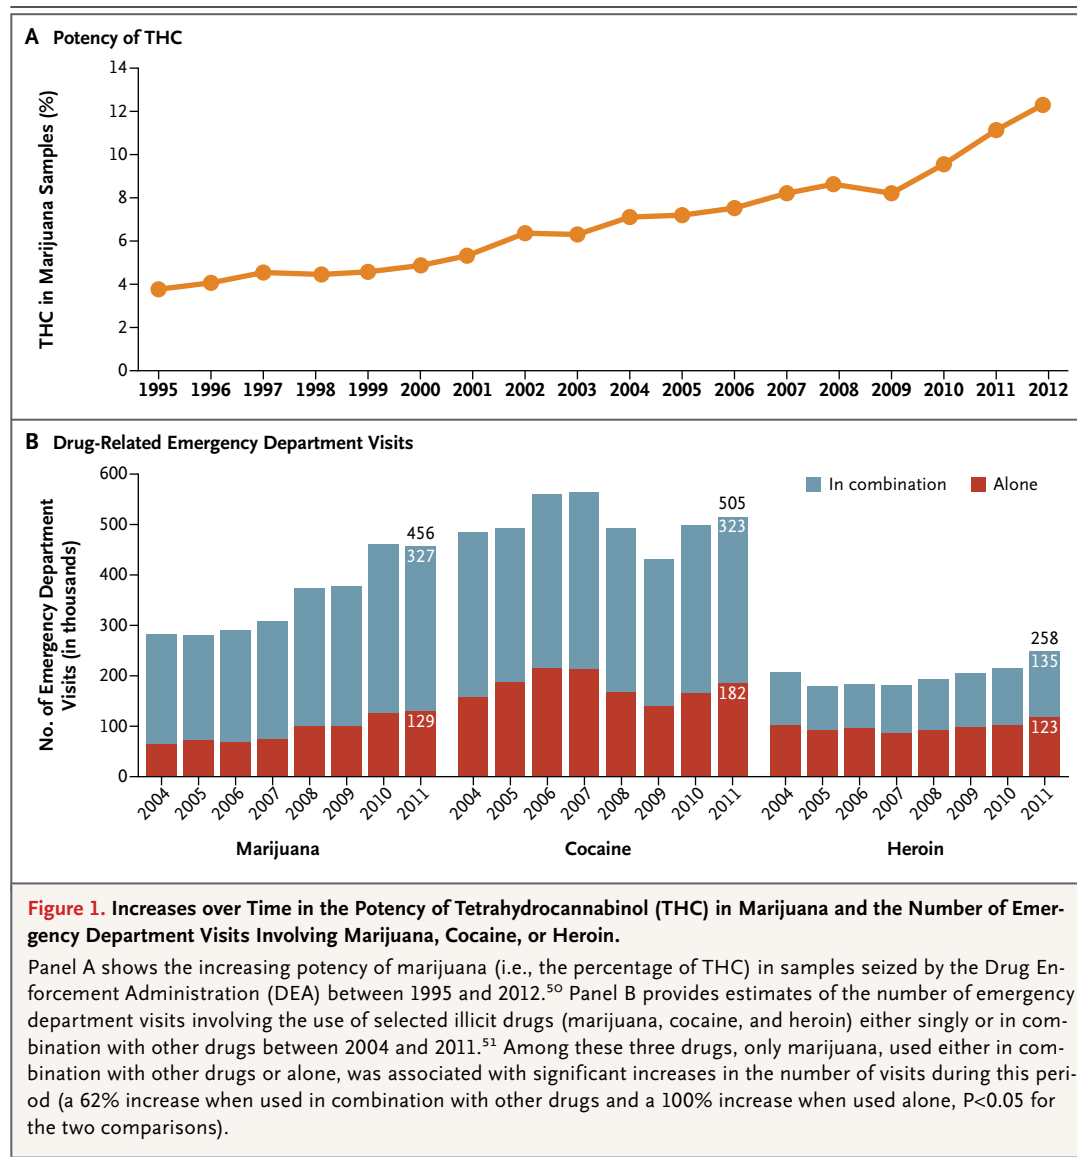 A Potency of THC
THC in Marijuana Samples (%)
14
12
10
8
6
4
2
0
1995 1996 1997 1998 1999 2000 2001 2002 2003 2004 2005 2006 2007 2008 2009 2010 2011 2012
B Drug-Related Emergency Department Visits
No. of Emergency Department
Visits (in thousands)
600
500
400
300
200
100
0
In combination Alone
456
327
129
505
323
182
258
135
123
2004 2005 2006 2007 2008 2009 2010 2011 2004 2005 2006 2007 2008 2009 2010 2011 2004 2005 2006 2007 2008 2009 2010 2011
Marijuana Cocaine Heroin
Figure 1. Increases over Time in the Potency of Tetrahydrocannabinol (THC) in Marijuana and the Number of Emer-
gency Department Visits Involving Marijuana, Cocaine, or Heroin.
Panel A shows the increasing potency of marijuana (i.e., the percentage of THC) in samples seized by the Drug En-
forcement Administration (DEA) between 1995 and 2012.⁵⁰ Panel B provides estimates of the number of emergency
department visits involving the use of selected illicit drugs (marijuana, cocaine, and heroin) either singly or in com-
bination with other drugs between 2004 and 2011.⁵¹ Among these three drugs, only marijuana, used either in com-
bination with other drugs or alone, was associated with significant increases in the number of visits during this peri-
od (a 62% increase when used in combination with other drugs and a 100% increase when used alone, P<0.05 for
the two comparisons).